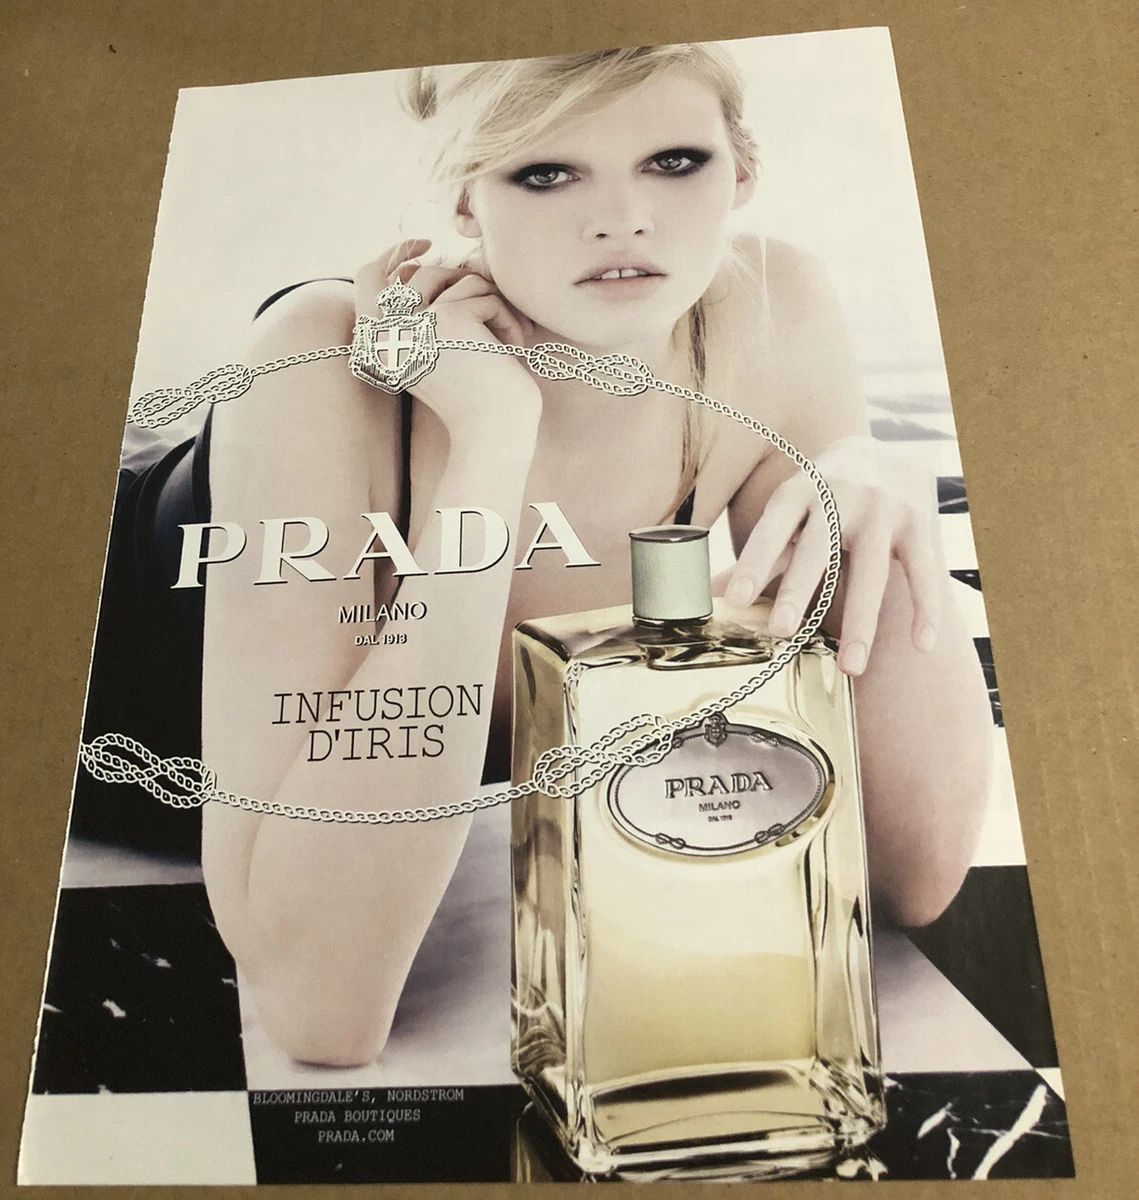 PRADA
MILANO
DAL 1913
INFUSION
D'IRIS
PRADA
MILANO
DAL 1913
BLOOMINGDALE'S, NORDSTROM
PRADA BOUTIQUES
PRADA.COM